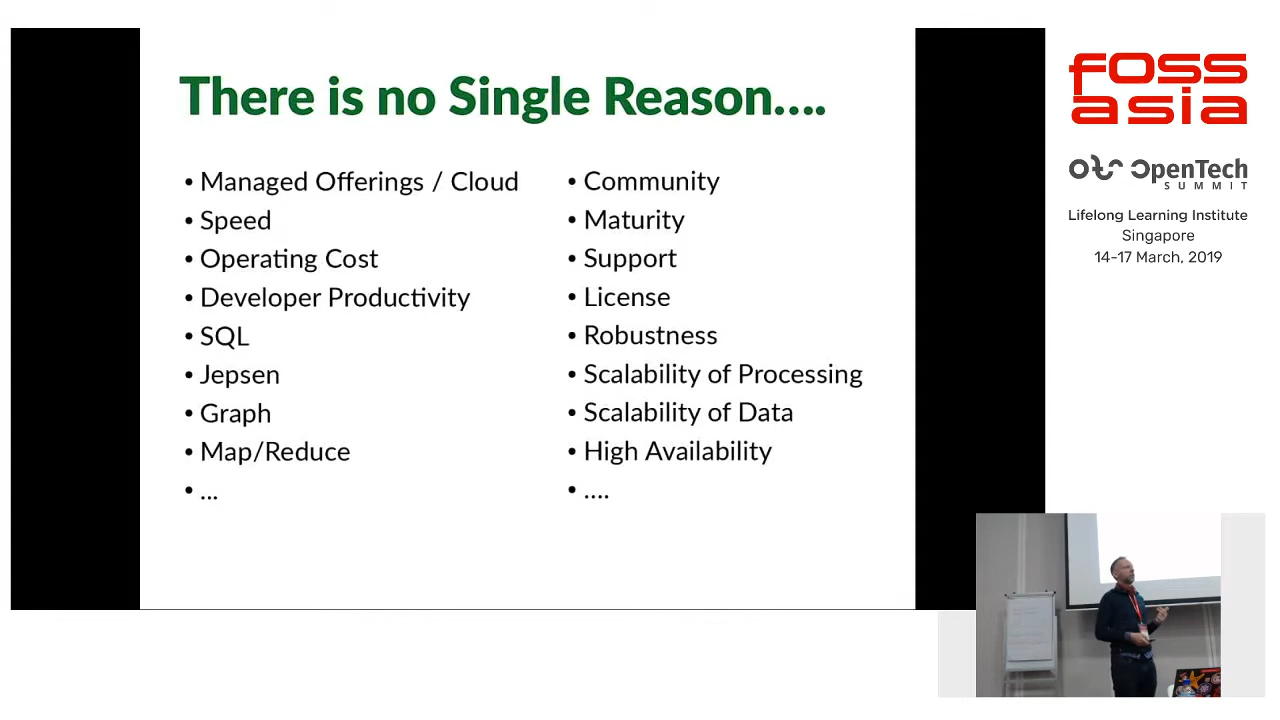 There is no Single Reason....
• Managed Offerings / Cloud
• Speed
• Operating Cost
• Developer Productivity
• SQL
• Jepsen
• Graph
• Map/Reduce
• ...
• Community
• Maturity
• Support
• License
• Robustness
• Scalability of Processing
• Scalability of Data
• High Availability
• ....
fOSS
asia
OpenTech
SUMMIT
Lifelong Learning Institute
Singapore
14-17 March, 2019